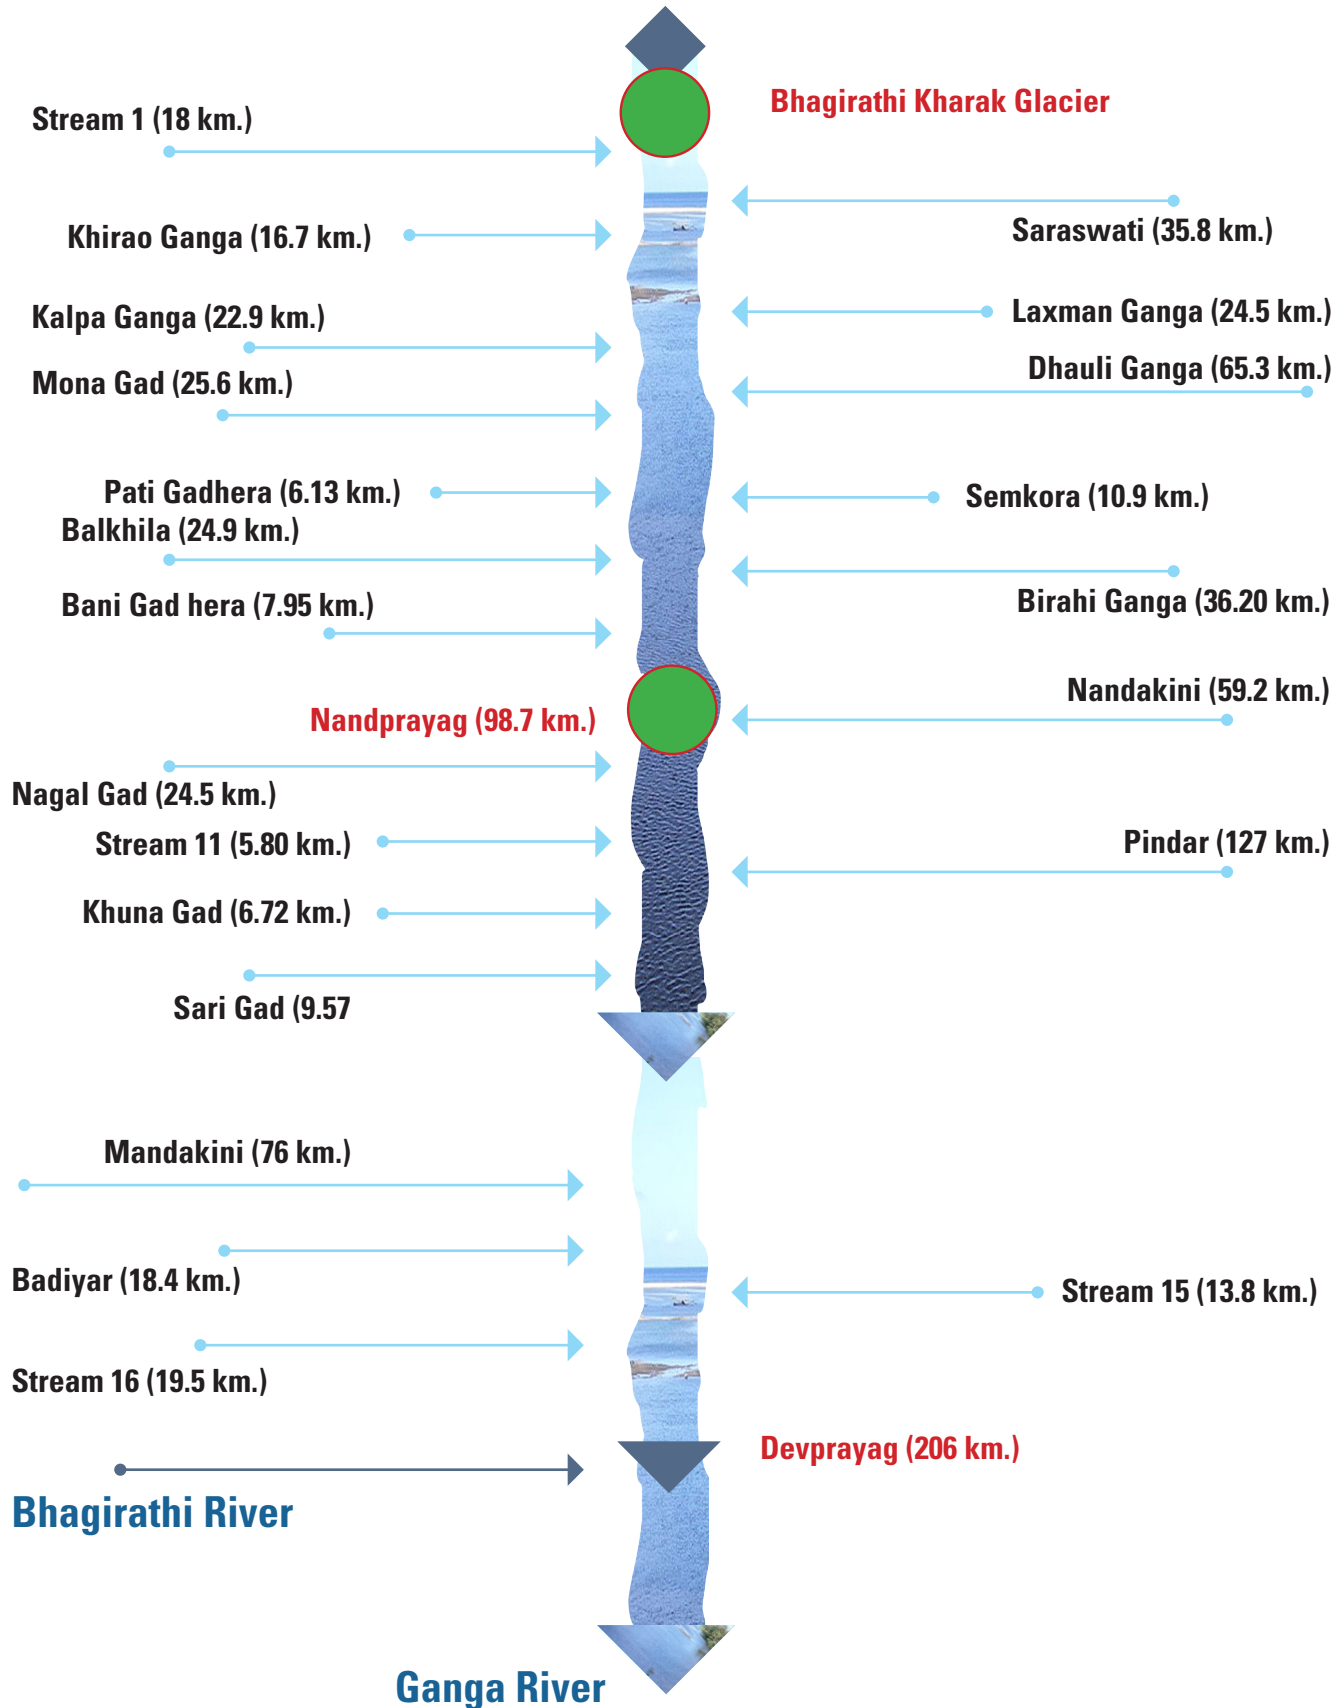 Bhagirathi Kharak Glacier
Stream 1 (18 km.)
Saraswati (35.8 km.)
Khirao Ganga (16.7 km.)
Laxman Ganga (24.5 km.)
Kalpa Ganga (22.9 km.)
Dhauli Ganga (65.3 km.)
Mona Gad (25.6 km.)
Pati Gadhera (6.13 km.)
Semkora (10.9 km.)
Balkhila (24.9 km.)
Birahi Ganga (36.20 km.)
Bani Gad hera (7.95 km.)
Nandakini (59.2 km.)
Nandprayag (98.7 km.)
Nagal Gad (24.5 km.)
Stream 11 (5.80 km.)
Pindar (127 km.)
Khuna Gad (6.72 km.)
Sari Gad (9.57
Mandakini (76 km.)
Badiyar (18.4 km.)
Stream 15 (13.8 km.)
Stream 16 (19.5 km.)
Devprayag (206 km.)
Bhagirathi River
Ganga River